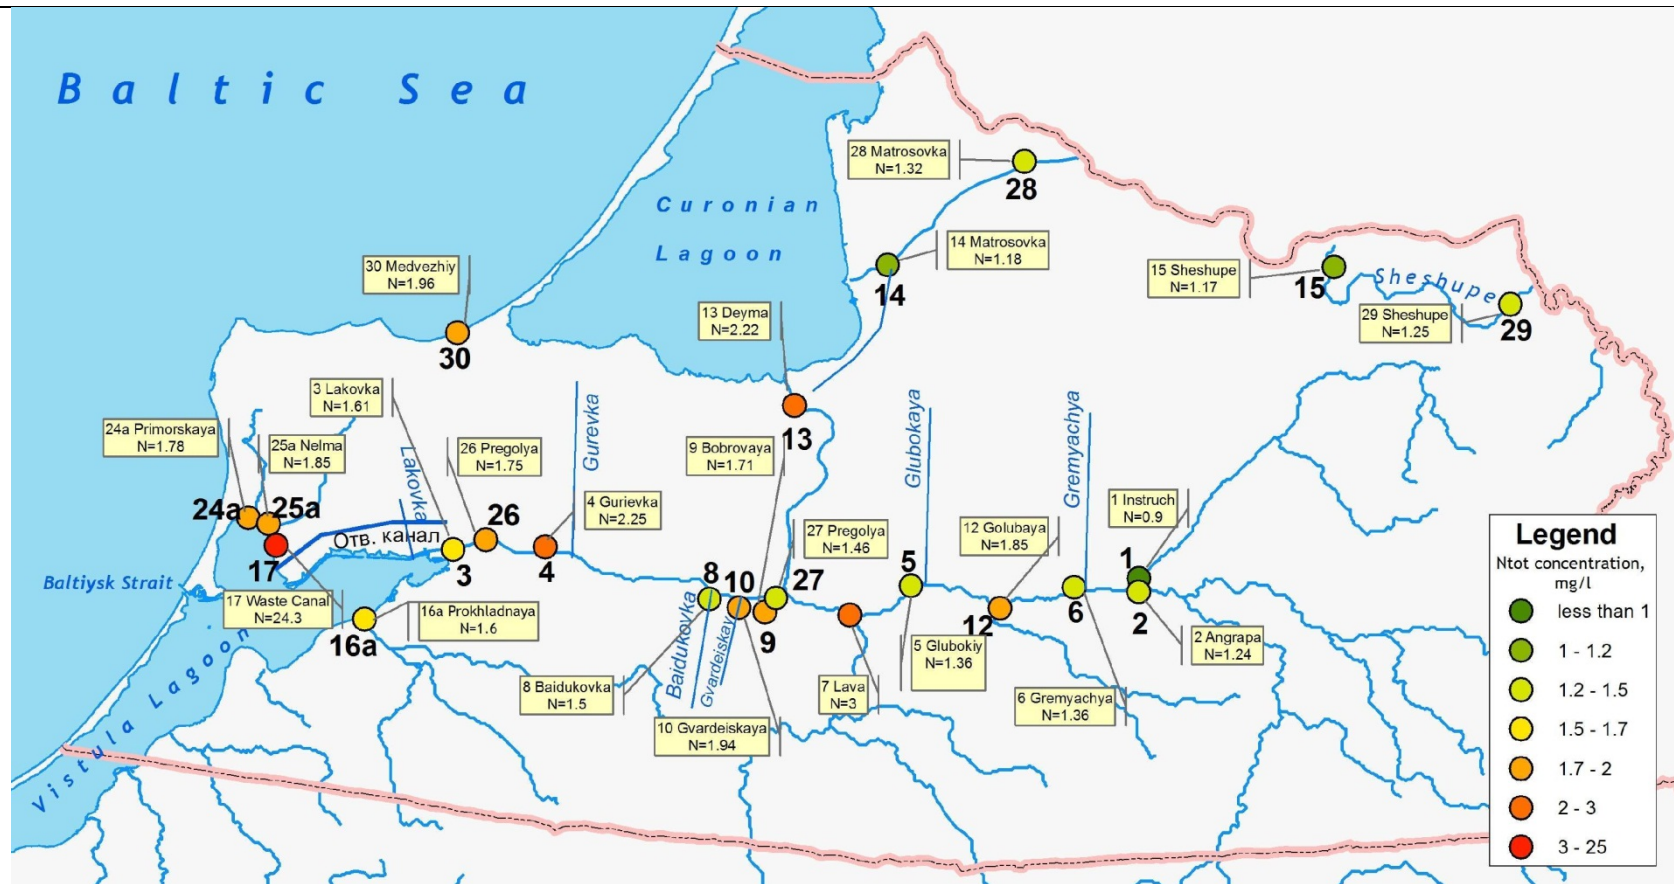 Baltic Sea
28 Matrosovka
N=1.32
28
Curonian
Lagoon
14 Matrosovka
N=1.18
14
30 Medvezhiy
N=1.96
30
15 Sheshupe
N=1.17
15
Sheshupe
29 Sheshupe
N=1.25
29
13 Deyma
N=2.22
13
3 Lakovka
N=1.61
24a Primorskaya
N=1.78
25a Nelma
N=1.85
Lakovka
26 Pregolya
N=1.75
Gurevka
9 Bobrovaya
N=1.71
Glubokaya
Gremyachya
24a
25a
26
4 Gurievka
N=2.25
27 Pregolya
N=1.46
12 Golubaya
N=1.85
1 Instruch
N=0.9
Отв. канал
17
3
4
8
10
27
9
5
12
6
1
2
Baltiysk Strait
17 Waste Canal
N=24.3
16a
16a Prokhladnaya
N=1.6
Baidukovka
Gvardeiskay
8 Baidukovka
N=1.5
10 Gvardeiskaya
N=1.94
7 Lava
N=3
5 Glubokiy
N=1.36
6 Gremyachya
N=1.36
2 Angrapa
N=1.24
Vistula Lagoon
Legend
Ntot concentration,
mg/l
less than 1
1 - 1.2
1.2 - 1.5
1.5 - 1.7
1.7 - 2
2 - 3
3 - 25